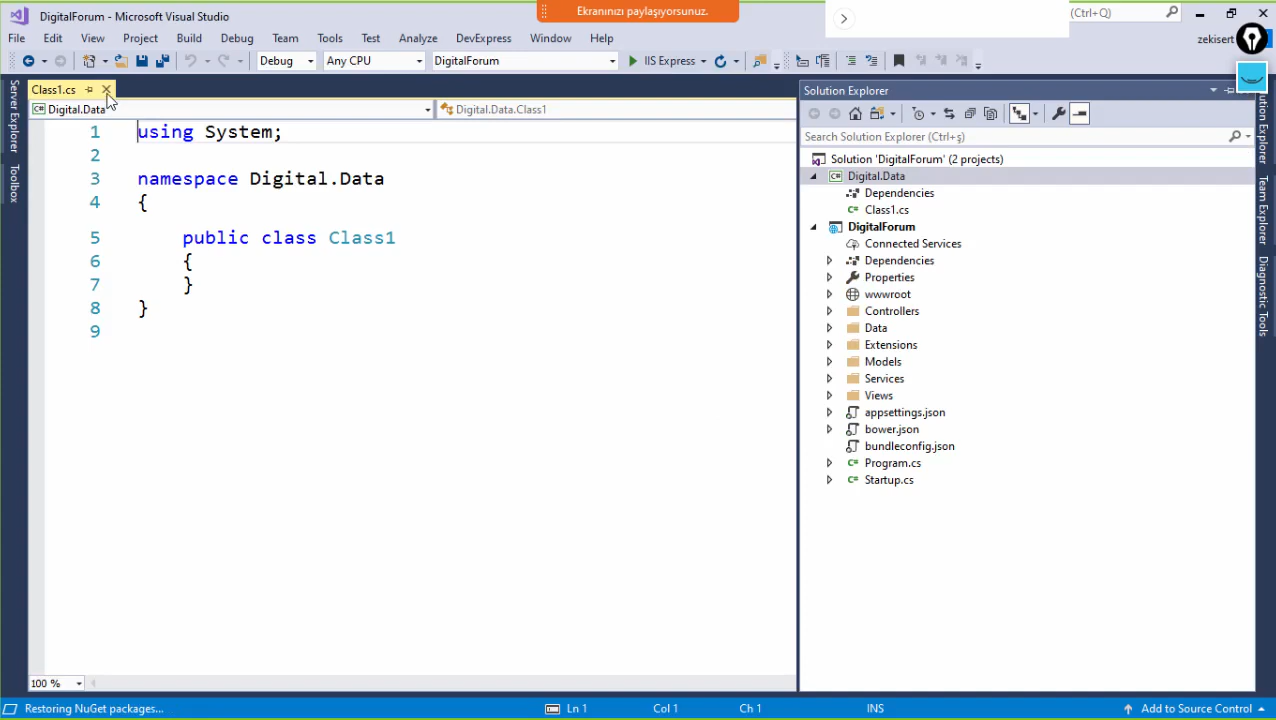 DigitalForum - Microsoft Visual Studio
Ekranınızı paylaşıyorsunuz.
(Ctrl+Q)
File Edit View Project Build Debug Team Tools Test Analyze DevExpress Window Help
zekisert
Debug Any CPU DigitalForum IIS Express
Server Explorer
Toolbox
Class1.cs
Digital.Data
Digital.Data.Class1
1 using System;
2
3 namespace Digital.Data
4 {
5 public class Class1
6 {
7 }
8 }
9
100 %
Solution Explorer
Search Solution Explorer (Ctrl+ş)
Solution 'DigitalForum' (2 projects)
Digital.Data
Dependencies
Class1.cs
DigitalForum
Connected Services
Dependencies
Properties
wwwroot
Controllers
Data
Extensions
Models
Services
Views
appsettings.json
bower.json
bundleconfig.json
Program.cs
Startup.cs
Team Explorer
Diagnostic Tools
Restoring NuGet packages... Ln 1 Col 1 Ch 1 INS Add to Source Control